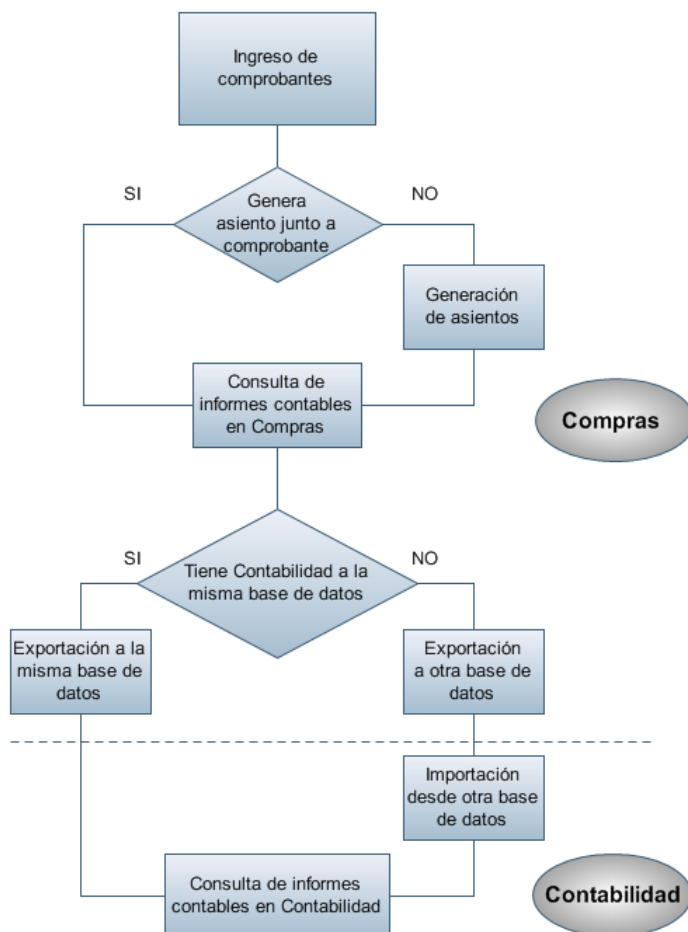 Ingreso de
comprobantes
SI
NO
Genera
asiento junto a
comprobante
Generación
de asientos
Consulta de
informes contables
en Compras
Compras
SI
NO
Tiene Contabilidad a la
misma base de datos
Exportación a la
misma base de
datos
Exportación
a otra base de
datos
Importación
desde otra base
de datos
Consulta de informes
contables en Contabilidad
Contabilidad